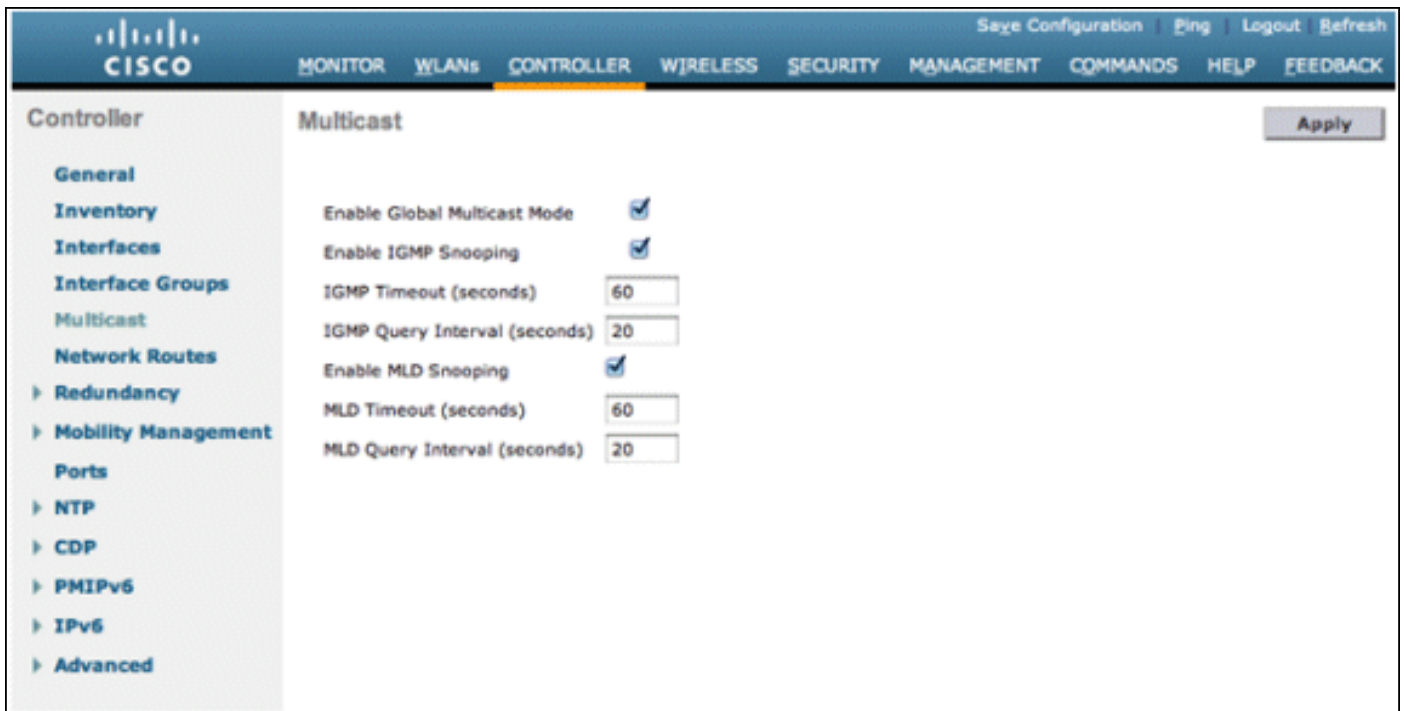 Save Configuration | Ping | Logout | Refresh
CISCO
MONITOR WLANs CONTROLLER WIRELESS SECURITY MANAGEMENT COMMANDS HELP FEEDBACK
Controller
General
Inventory
Interfaces
Interface Groups
Multicast
Network Routes
Redundancy
Mobility Management
Ports
NTP
CDP
PMIPv6
IPv6
Advanced
Multicast
Apply
Enable Global Multicast Mode
Enable IGMP Snooping
IGMP Timeout (seconds) 60
IGMP Query Interval (seconds) 20
Enable MLD Snooping
MLD Timeout (seconds) 60
MLD Query Interval (seconds) 20